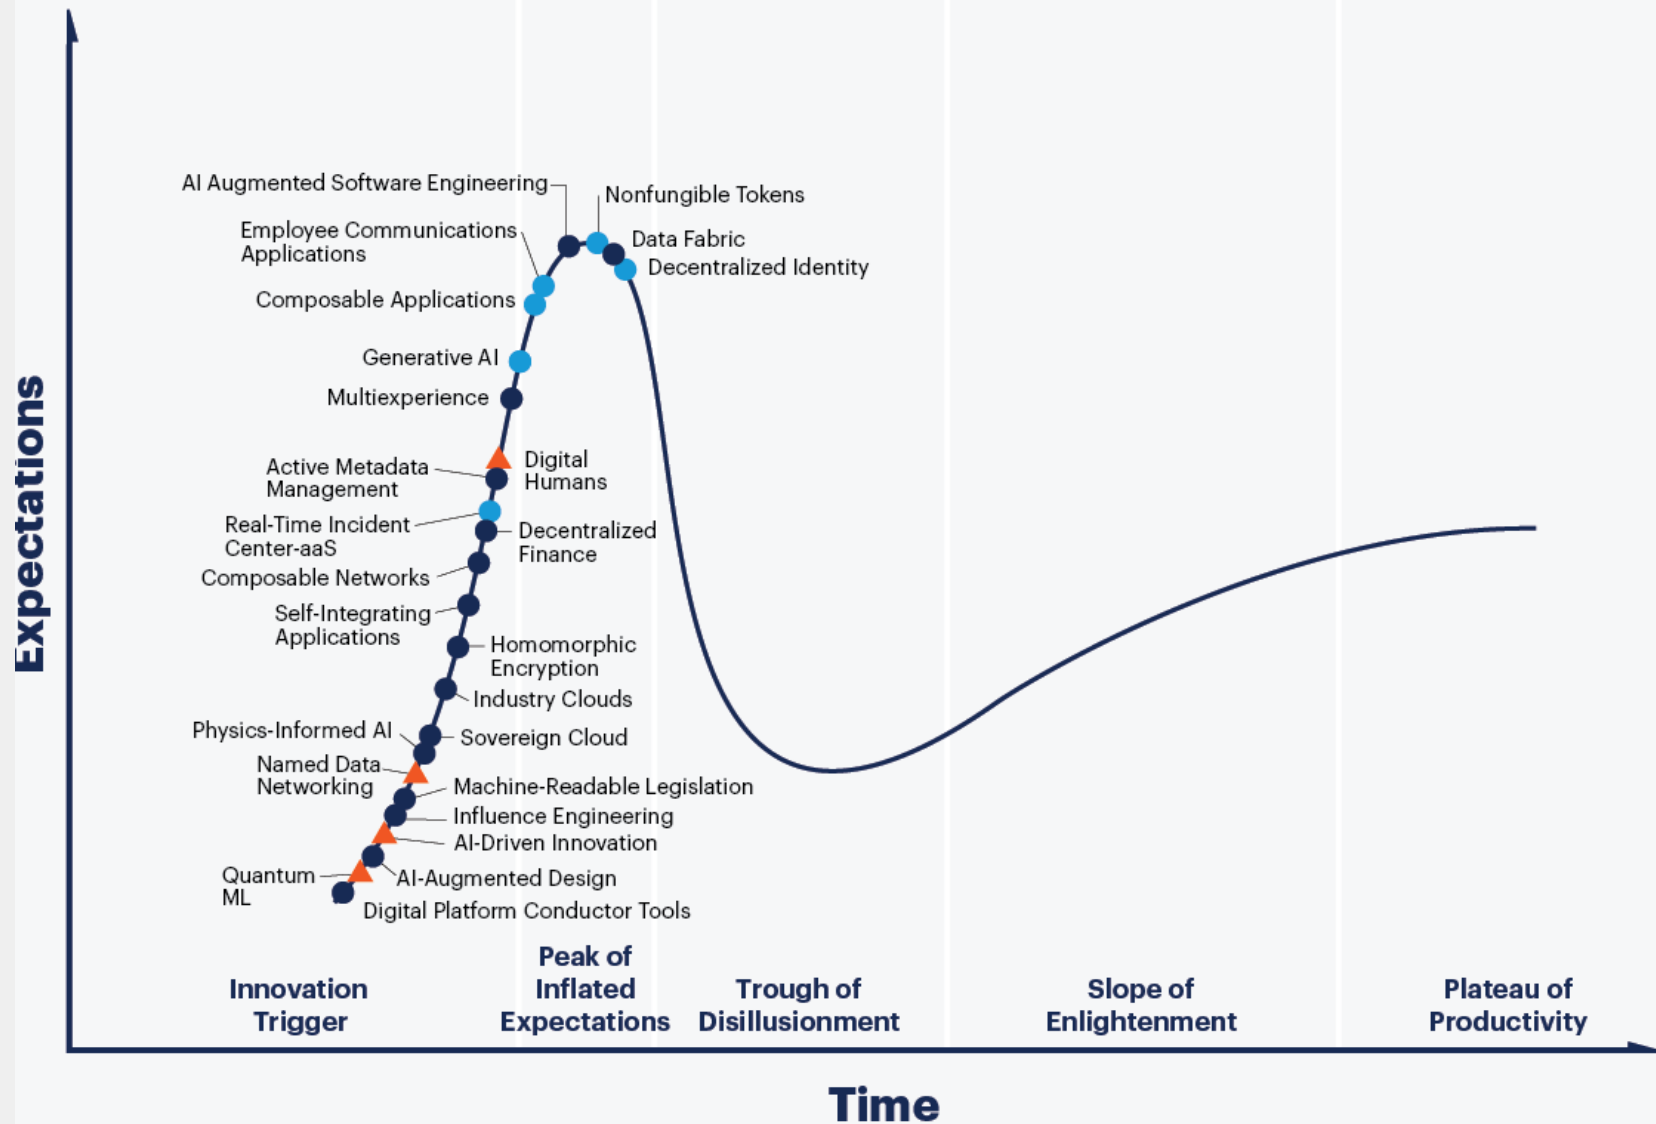 AI Augmented Software Engineering
Nonfungible Tokens
Employee Communications
Applications
Data Fabric
Decentralized Identity
Composable Applications
Generative AI
Multiexperience
Digital
Humans
Active Metadata
Management
Real-Time Incident
Center-aaS
Decentralized
Finance
Composable Networks
Self-Integrating
Applications
Homomorphic
Encryption
Industry Clouds
Physics-Informed AI
Sovereign Cloud
Named Data
Networking
Machine-Readable Legislation
Influence Engineering
AI-Driven Innovation
Quantum
ML
AI-Augmented Design
Digital Platform Conductor Tools
Expectations
Innovation
Trigger
Peak of
Inflated
Expectations
Trough of
Disillusionment
Slope of
Enlightenment
Plateau of
Productivity
Time